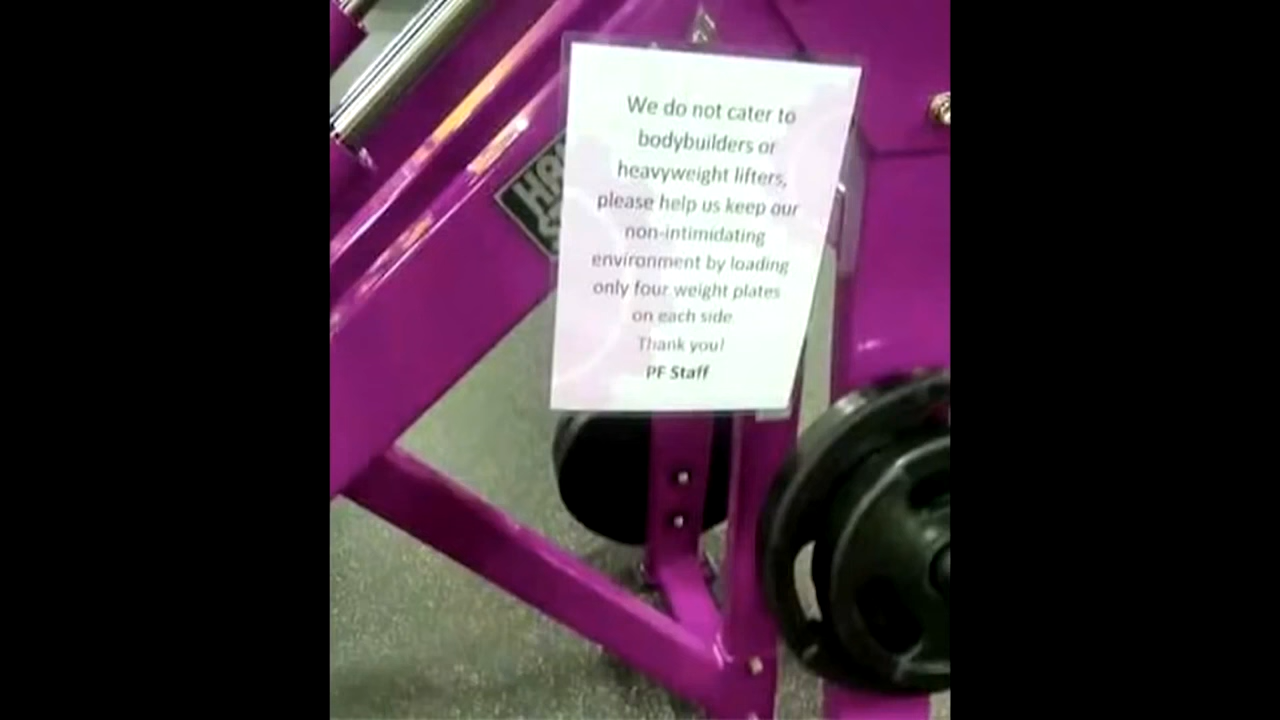 We do not cater to
bodybuilders or
heavyweight lifters,
please help us keep our
non-intimidating
environment by loading
only four weight plates
on each side
Thank you!
PF Staff